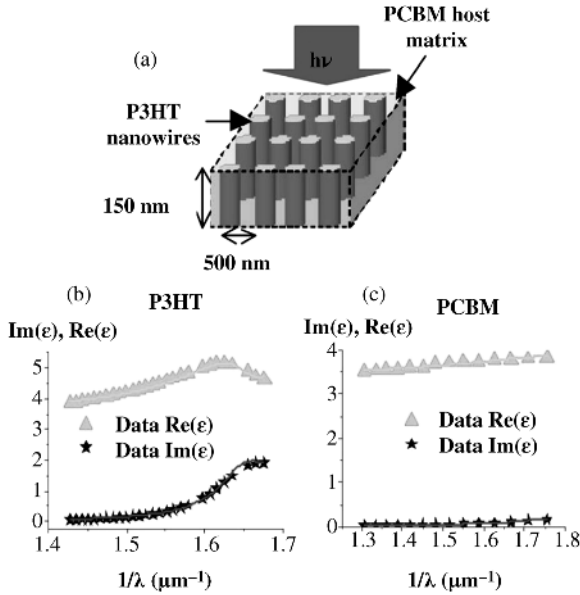 (a)
hν
PCBM host
matrix
P3HT
nanowires
150 nm
500 nm
(b)
P3HT
Im(ε), Re(ε)
5
4
3
2
1
0
Data Re(ε)
Data Im(ε)
1.4
1.5
1.6
1.7
1/λ (μm⁻¹)
(c)
PCBM
Im(ε), Re(ε)
4
3
2
1
0
Data Re(ε)
Data Im(ε)
1.3
1.4
1.5
1.6
1.7
1.8
1/λ (μm⁻¹)